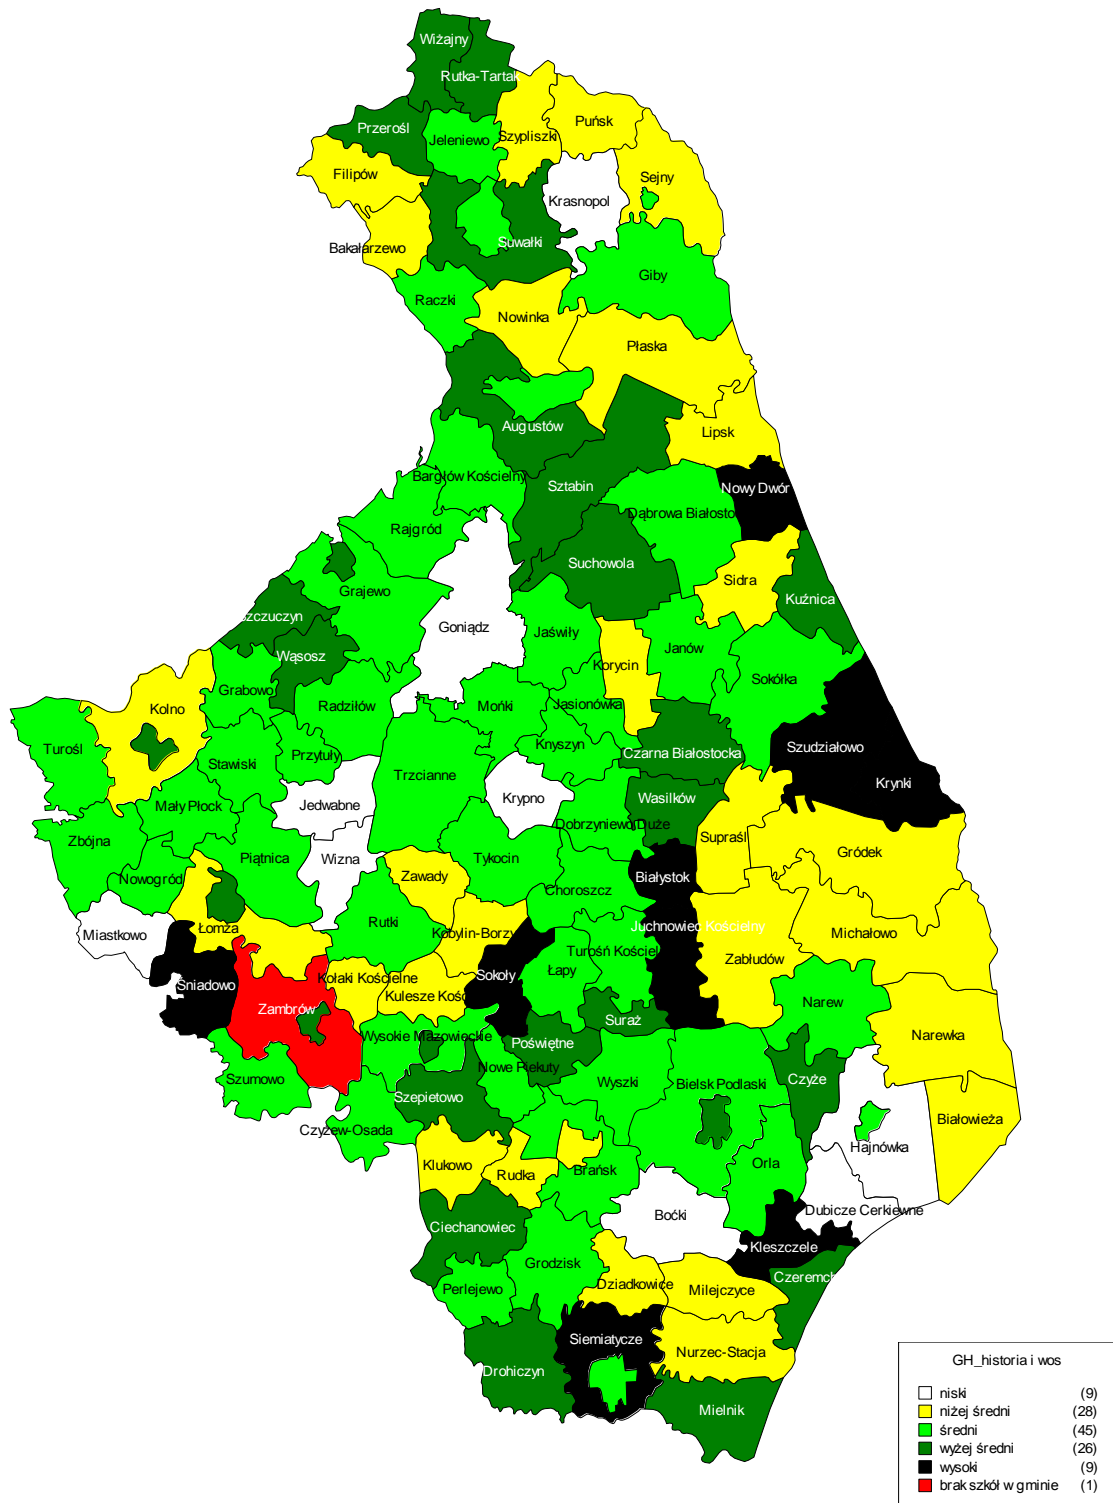 Wiżajny
Rutka-Tartak
Przerośl
Jeleniewo
Szypliszki
Puńsk
Filipów
Sejny
Krasnopol
Bakałarzewo
Suwałki
Giby
Raczki
Nowinka
Płaska
Augustów
Lipsk
Bargłów Kościelny
Sztabin
Nowy Dwór
Dąbrowa Białosto
Rajgród
Suchowola
Sidra
Grajewo
Kuźnica
Szczuczyn
Goniądz
Jaświły
Janów
Wąsosz
Korycin
Sokółka
Grabowo
Radziłów
Mońki
Jasionówka
Kolno
Turośl
Przytuły
Knyszyn
Czarna Białostocka
Szudziałowo
Stawiski
Trzcianne
Krynki
Mały Płock
Jedwabne
Krypno
Wasilków
Dobrzyniewo Duże
Supraśl
Zbójna
Piątnica
Wizna
Tykocin
Gródek
Nowogród
Zawady
Choroszcz
Białystok
Łomża
Rutki
Kobylin-Borzy
Juchnowiec Kościelny
Miastkowo
Michałowo
Turośń Kościel
Zabłudów
Śniadowo
Kołaki Kościelne
Sokoły
Łapy
Kulesze Kość
Zambrów
Suraż
Narew
Wysokie Mazowieckie
Poświętne
Narewka
Szumowo
Nowe Piekuty
Wyszki
Bielsk Podlaski
Czyże
Szepietowo
Białowieża
Czyżew-Osada
Hajnówka
Klukowo
Rudka
Brańsk
Orla
Boćki
Dubicze Cerkiewne
Ciechanowiec
Kleszczele
Grodzisk
Czeremch
Perlejewo
Dziadkowice
Milejczyce
Siemiatycze
Nurzec-Stacja
Drohiczyn
Mielnik
GH_historia i wos
niski (9)
niżej średni (28)
średni (45)
wyżej średni (26)
wysoki (9)
brak szkół w gminie (1)